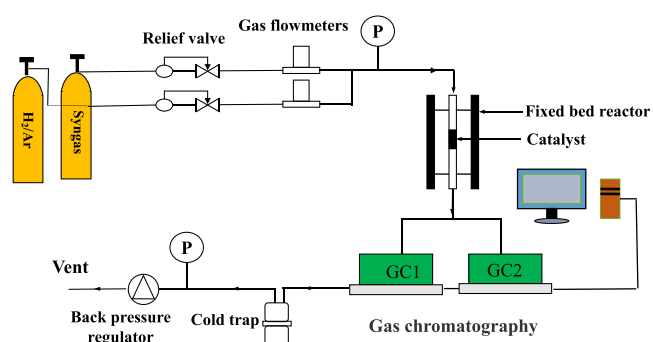 Gas flowmeters
Relief valve
P
H2/Ar
Syngas
Fixed bed reactor
Catalyst
P
GC1
GC2
Vent
Back pressure
regulator
Cold trap
Gas chromatography